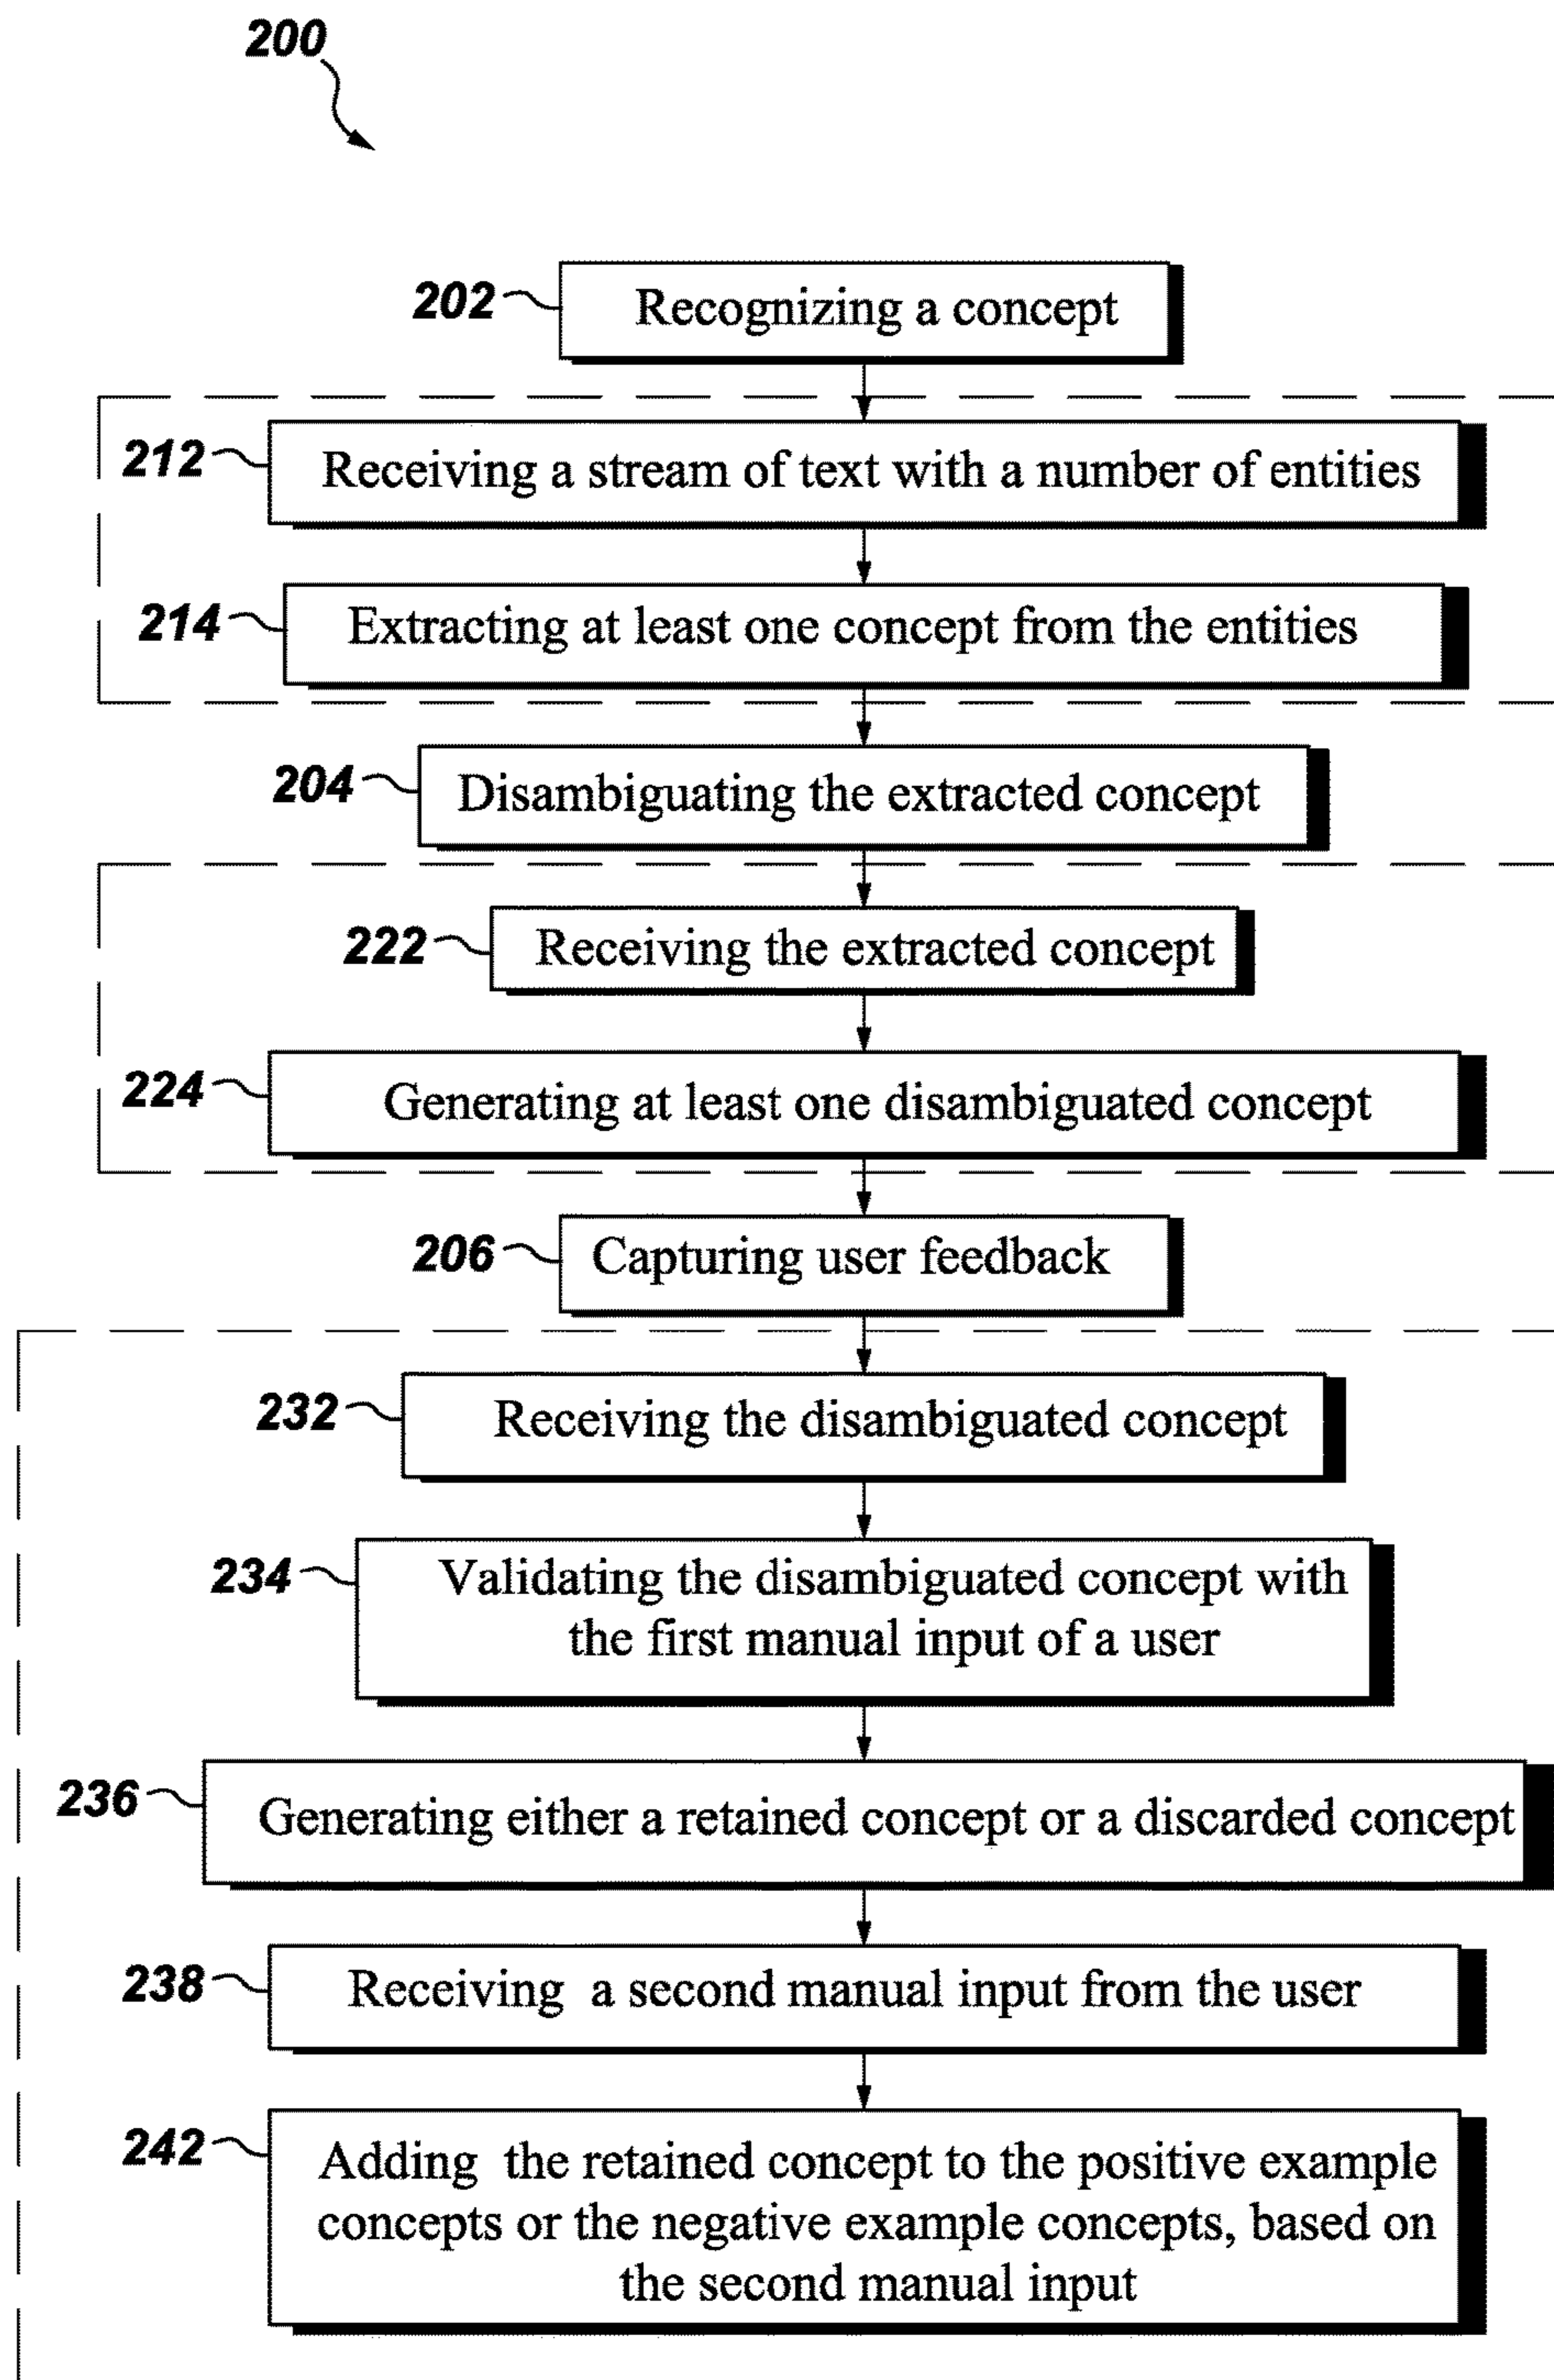 200
202 Recognizing a concept
212 Receiving a stream of text with a number of entities
214 Extracting at least one concept from the entities
204 Disambiguating the extracted concept
222 Receiving the extracted concept
224 Generating at least one disambiguated concept
206 Capturing user feedback
232 Receiving the disambiguated concept
234 Validating the disambiguated concept with
the first manual input of a user
236 Generating either a retained concept or a discarded concept
238 Receiving a second manual input from the user
242 Adding the retained concept to the positive example
concepts or the negative example concepts, based on
the second manual input